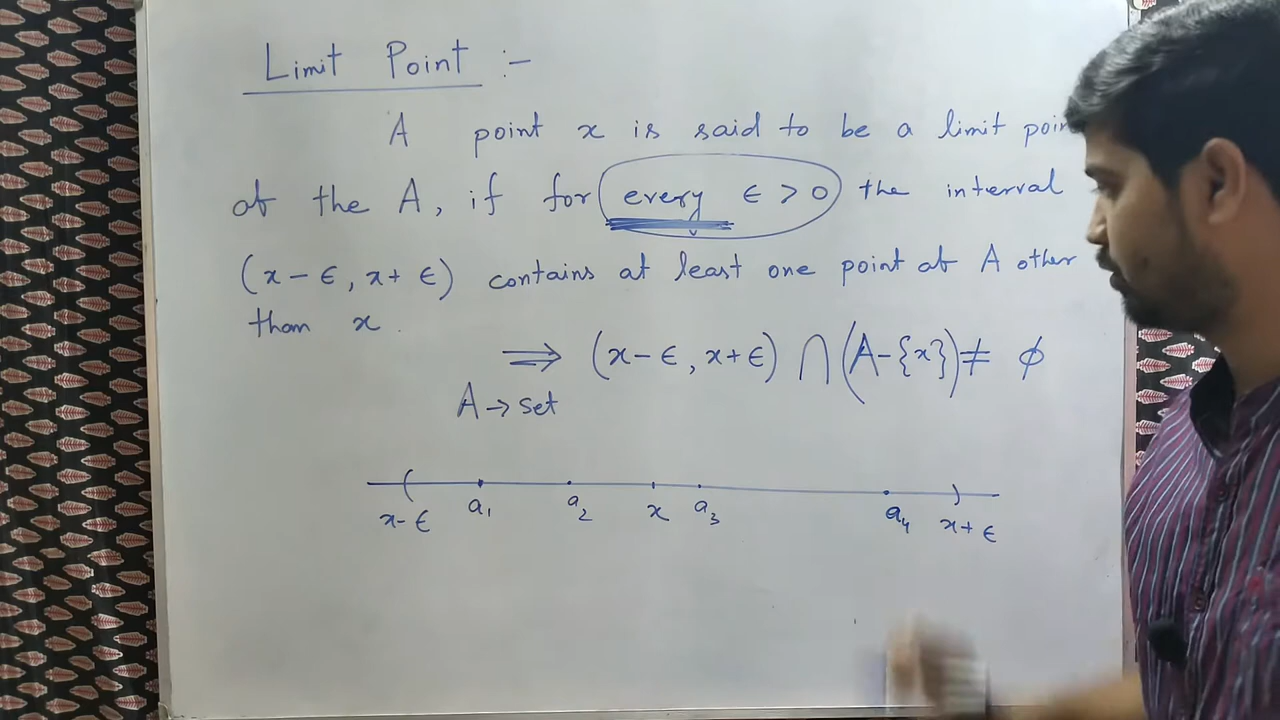 Limit Point :-
A point x is said to be a limit poin
of the A, if for every ϵ > 0 the interval
(x - ϵ, x + ϵ) contains at least one point of A other
than x.
⟹ (x - ϵ, x + ϵ) ∩ (A - {x}) ≠ ϕ
A → set
x - ϵ a₁ a₂ x a₃ a₄ x + ϵ